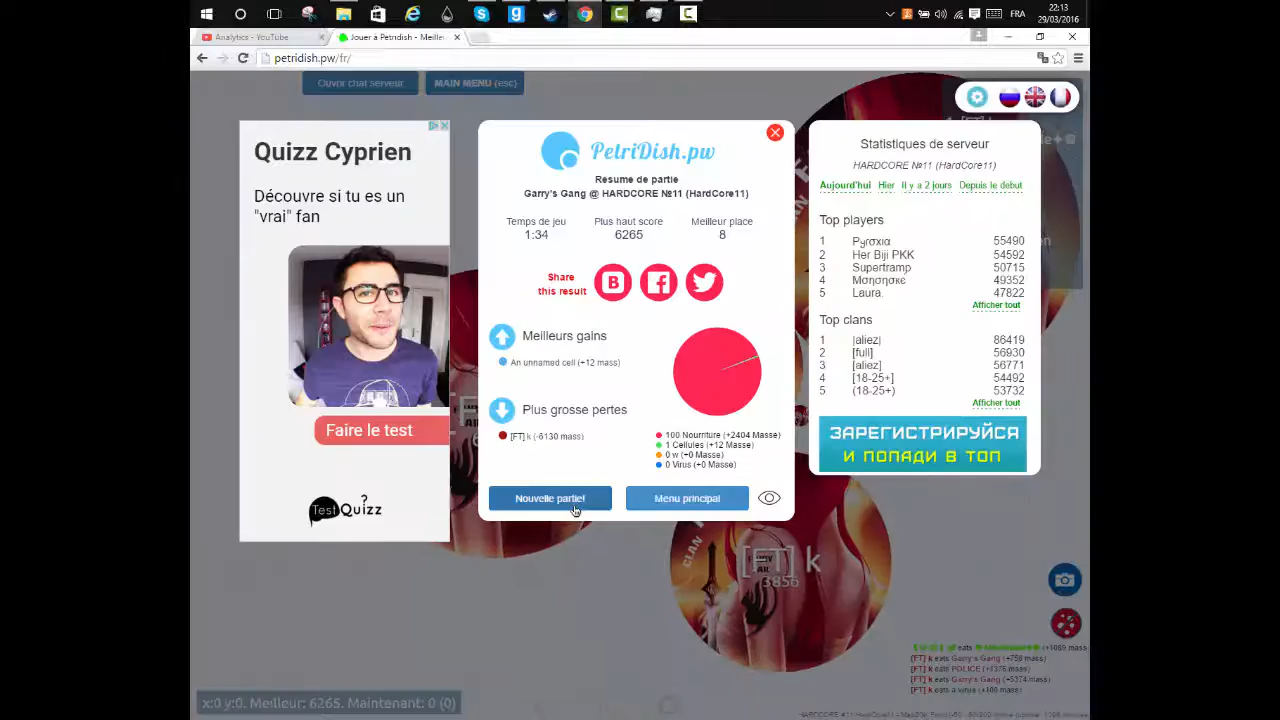 22:13
FRA
29/03/2016
Analytics - YouTube
Jouer à Petridish - Meille
petridish.pw/fr/
Ouvrir chat serveur
MAIN MENU (esc)
Quizz Cyprien
Découvre si tu es un
"vrai" fan
Faire le test
TestQuizz
?
PetriDish.pw
Resume de partie
Garry's Gang @ HARDCORE №11 (HardCore11)
Temps de jeu
Plus haut score
Meilleur place
1:34
6265
8
Share
this result
Meilleurs gains
An unnamed cell (+12 mass)
Plus grosse pertes
[FT] k (-6130 mass)
100 Nourriture (+2404 Masse)
1 Cellules (+12 Masse)
0 w (+0 Masse)
0 Virus (+0 Masse)
Nouvelle partie!
Menu principal
Statistiques de serveur
HARDCORE №11 (HardCore11)
Aujourd'hui Hier Il y a 2 jours Depuis le début
Top players
1 Pyrσxια 55490
2 Her Biji PKK 54592
3 Supertramp 50715
4 Mσησησκε 49352
5 Laura. 47822
Afficher tout
Top clans
1 |aliez| 86419
2 [full] 56930
3 [aliez] 56771
4 [18-25+] 54492
5 (18-25+) 53732
Afficher tout
ЗАРЕГИСТРИРУЙСЯ
И ПОПАДИ В ТОП
CLAN
[FT] k
3856
eats (+1089 mass
[FT] k eats Garry's Gang (+758 mass)
[FT] k eats POLICE (+1376 mass)
[FT] k eats Garry's Gang (+5374 mass)
[FT] k eats a virus (+100 mass)
x:0 y:0. Meilleur: 6265. Maintenant: 0 (0)